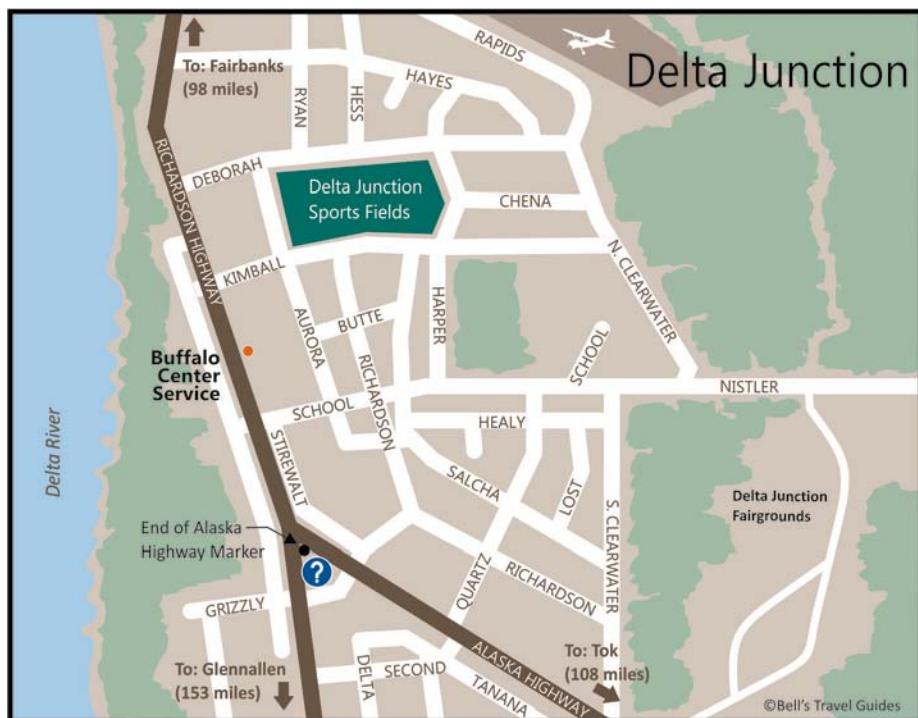 Delta Junction
To: Fairbanks
(98 miles)
RAPIDS
HAYES
RYAN
HESS
RICHARDSON HIGHWAY
DEBORAH
Delta Junction
Sports Fields
CHENA
KIMBALL
N. CLEARWATER
HARPER
BUTTE
AURORA
RICHARDSON
SCHOOL
Buffalo
Center
Service
NISTLER
SCHOOL
HEALY
STIREWALT
Delta River
SALCHA
LOST
S. CLEARWATER
Delta Junction
Fairgrounds
End of Alaska
Highway Marker
?
QUARTZ
RICHARDSON
GRIZZLY
To: Glennallen
(153 miles)
DELTA
SECOND
TANANA
ALASKA HIGHWAY
To: Tok
(108 miles)
©Bell's Travel Guides